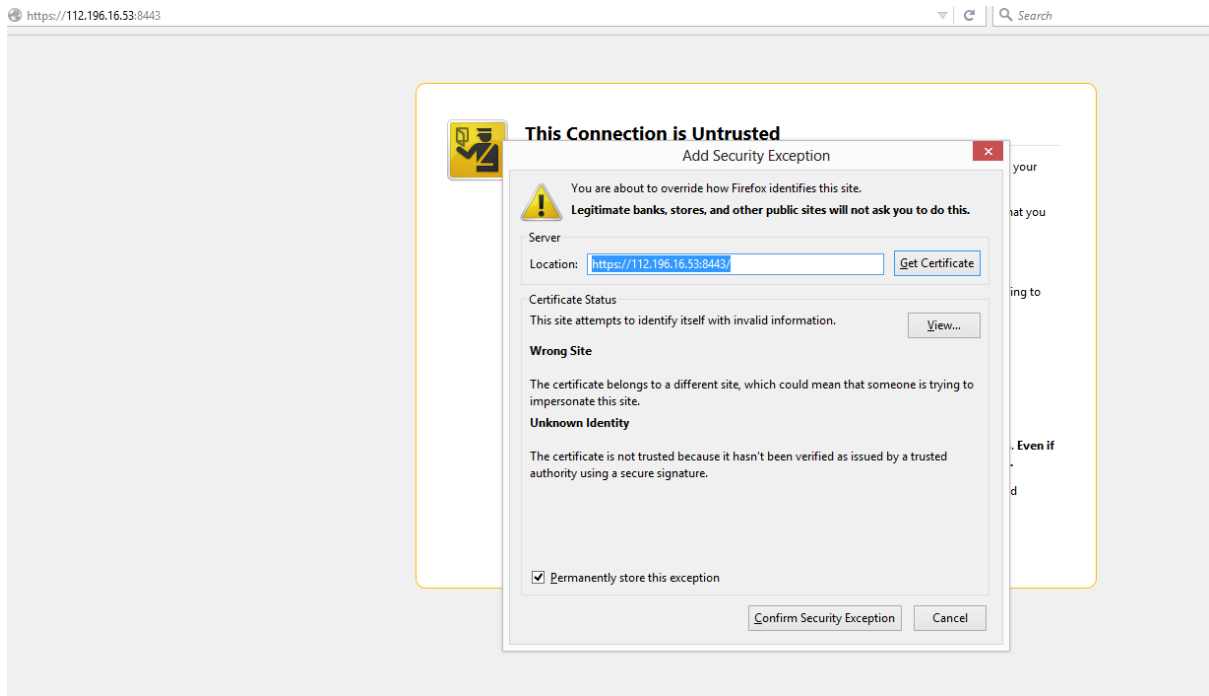 https://112.196.16.53:8443
Search
This Connection is Untrusted
Add Security Exception
your
hat you
ing to
. Even if
.
d
You are about to override how Firefox identifies this site.
Legitimate banks, stores, and other public sites will not ask you to do this.
Server
Location: https://112.196.16.53:8443/ Get Certificate
Certificate Status
This site attempts to identify itself with invalid information.
View...
Wrong Site
The certificate belongs to a different site, which could mean that someone is trying to
impersonate this site.
Unknown Identity
The certificate is not trusted because it hasn't been verified as issued by a trusted
authority using a secure signature.
Permanently store this exception
Confirm Security Exception Cancel